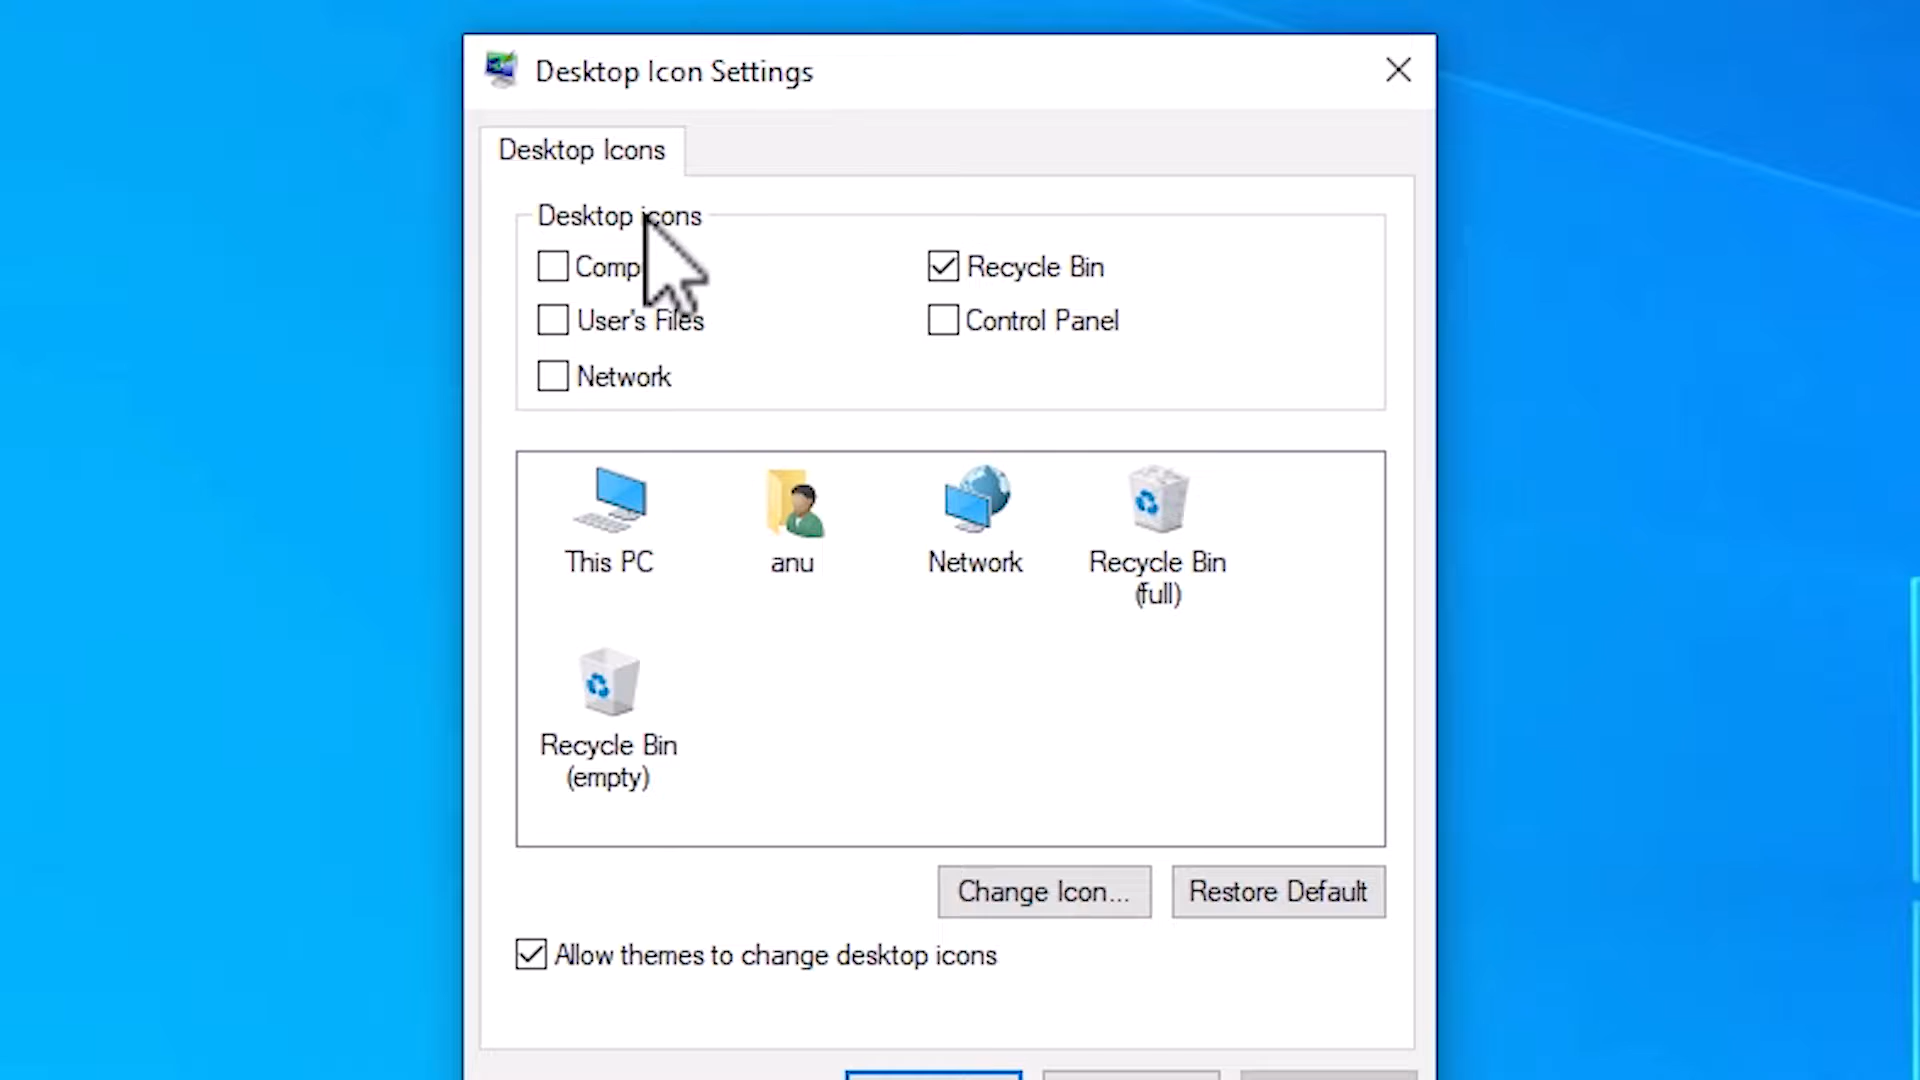 Desktop Icon Settings
Desktop Icons
Desktop icons
Recycle Bin
User's Files
Control Panel
Network
This PC
anu
Network
Recycle Bin
(full)
Recycle Bin
(empty)
Change Icon...
Restore Default
Allow themes to change desktop icons